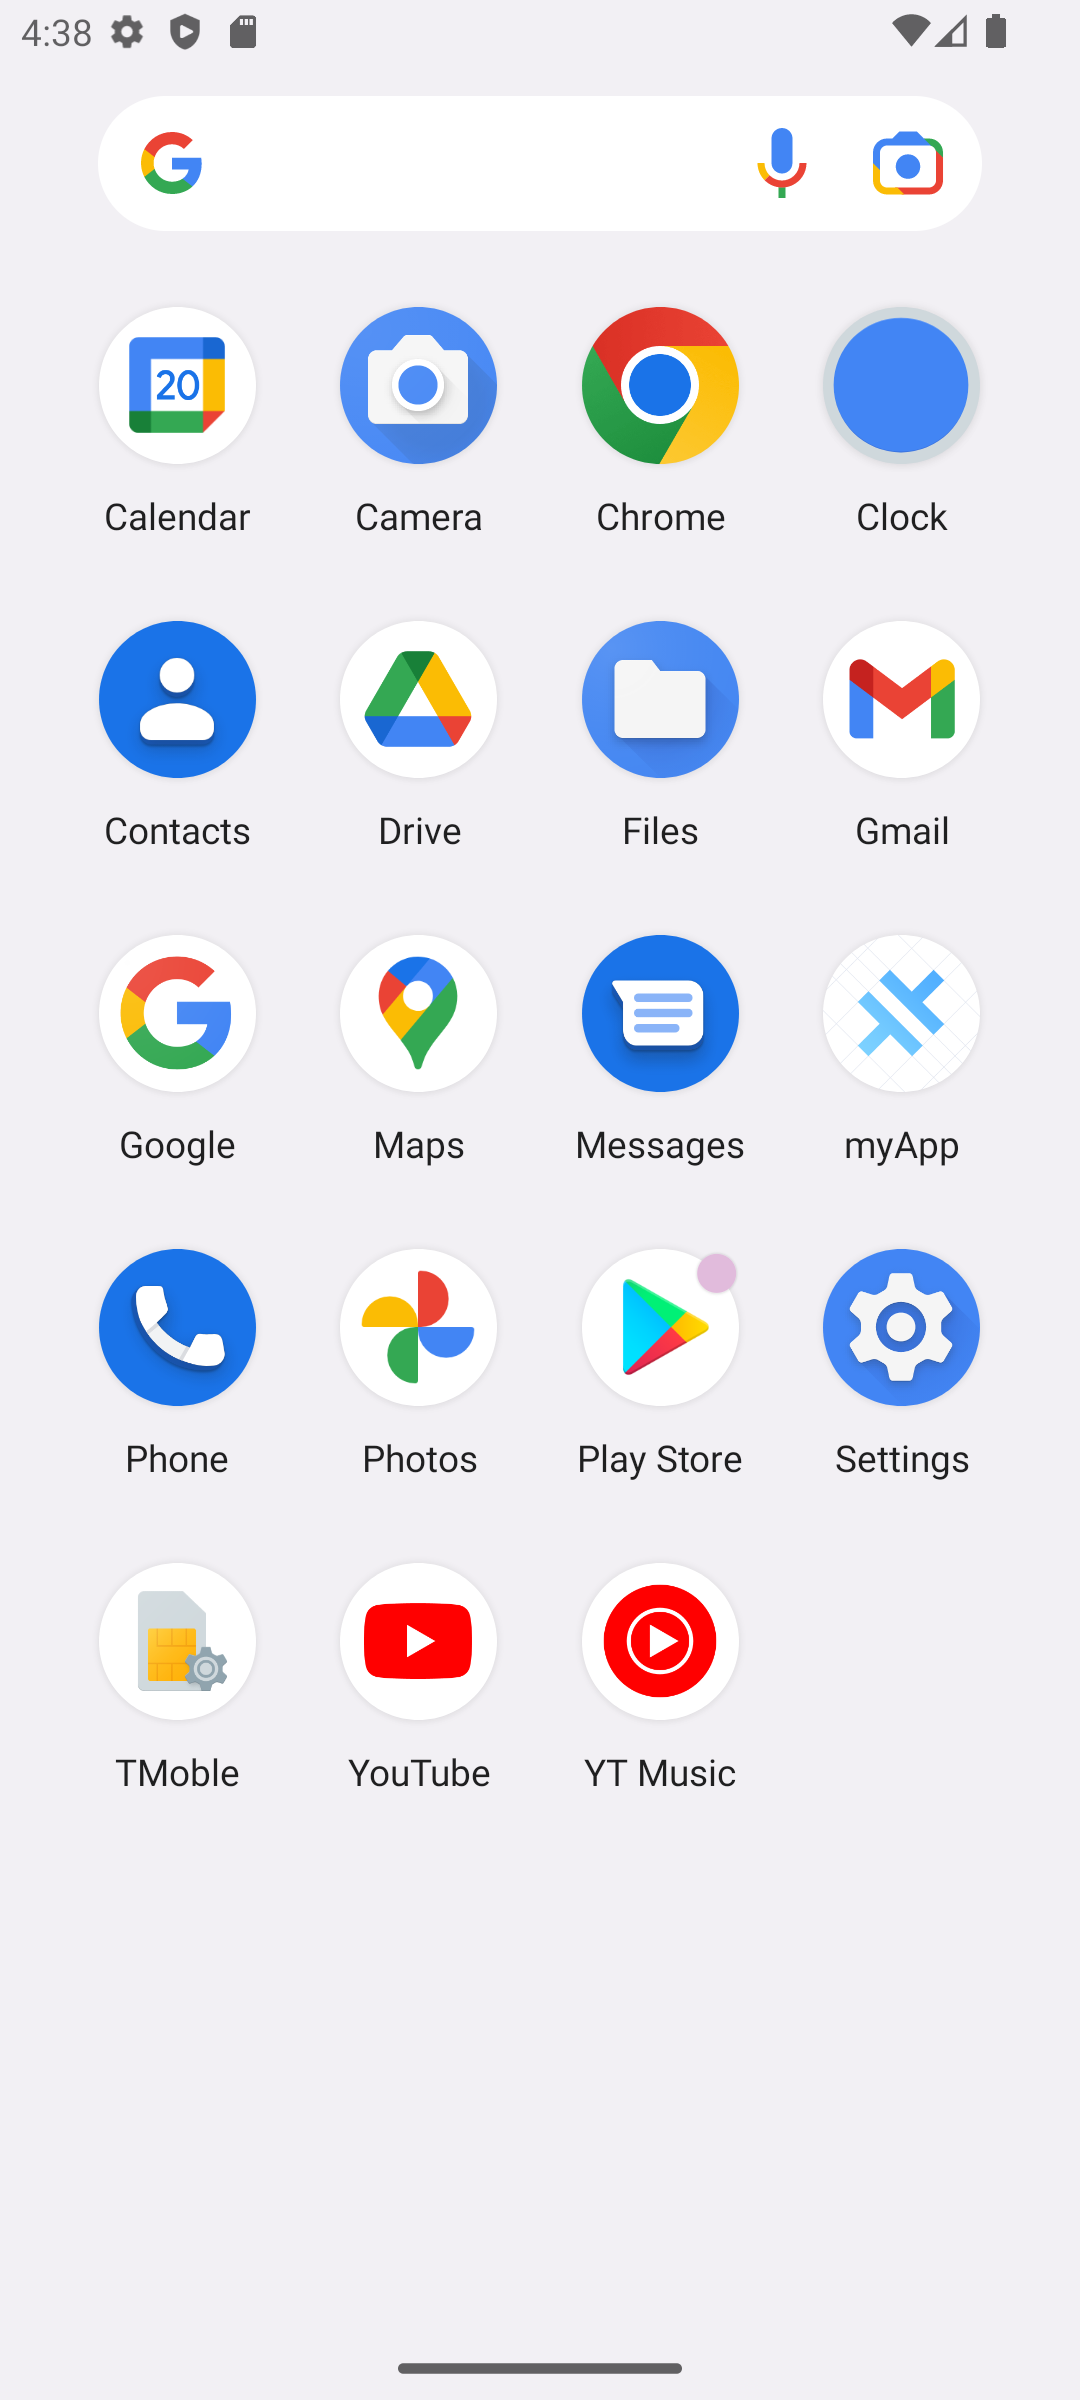 4:38
20
Calendar Camera Chrome Clock
Contacts Drive Files Gmail
Google Maps Messages myApp
Phone Photos Play Store Settings
TMoble YouTube YT Music